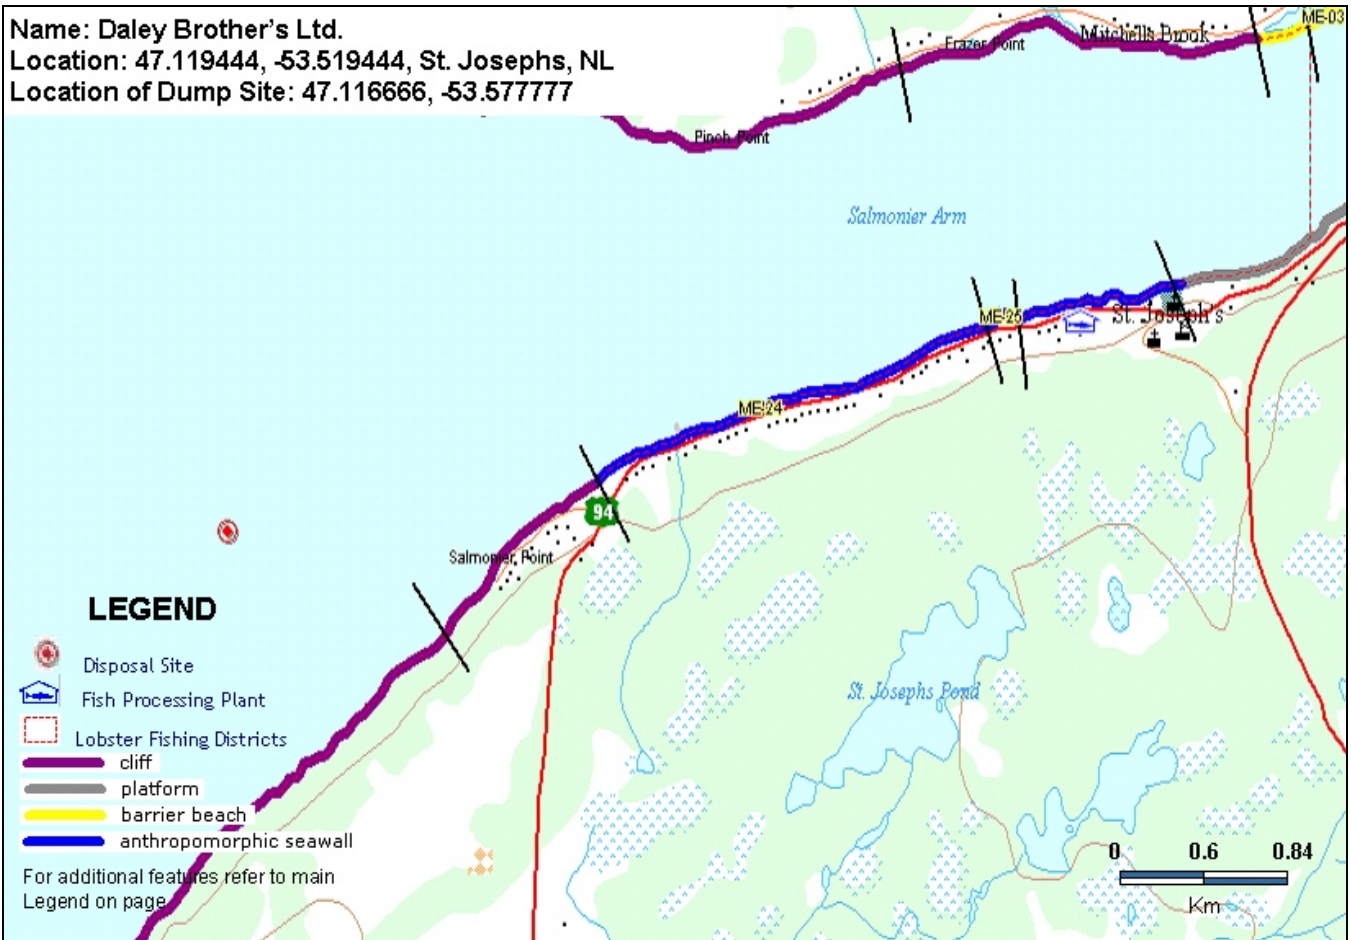 Name: Daley Brother's Ltd.
Location: 47.119444, -53.519444, St. Josephs, NL
Location of Dump Site: 47.116666, -53.577777
ME-03
Mitchells Brook
Frazer Point
Pinch Point
Salmonier Arm
ME-25
St. Joseph's
ME-24
94
Salmonier Point
St. Josephs Pond
LEGEND
Disposal Site
Fish Processing Plant
Lobster Fishing Districts
cliff
platform
barrier beach
anthropomorphic seawall
For additional features refer to main
Legend on page
0 0.6 0.84
Km